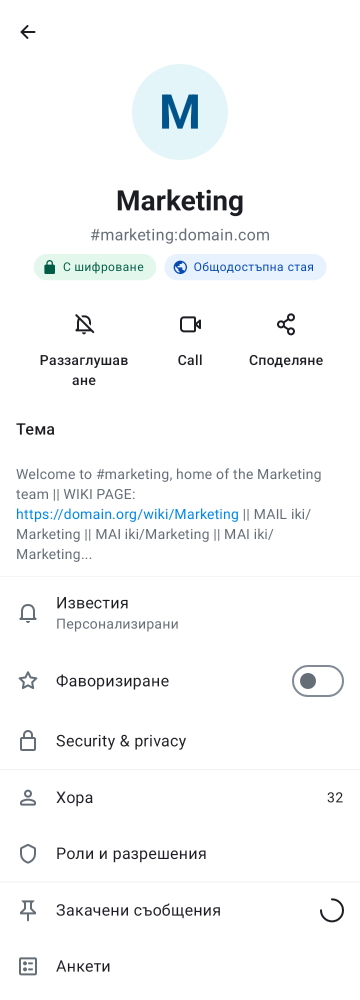 M
Marketing
#marketing:domain.com
С шифроване
Общодостъпна стая
Раззаглушав
ане
Call
Споделяне
Тема
Welcome to #marketing, home of the Marketing
team || WIKI PAGE:
https://domain.org/wiki/Marketing || MAIL iki/
Marketing || MAI iki/Marketing || MAI iki/
Marketing...
Известия
Персонализирани
Фаворизиране
Security & privacy
Хора
32
Роли и разрешения
Закачени съобщения
Анкети